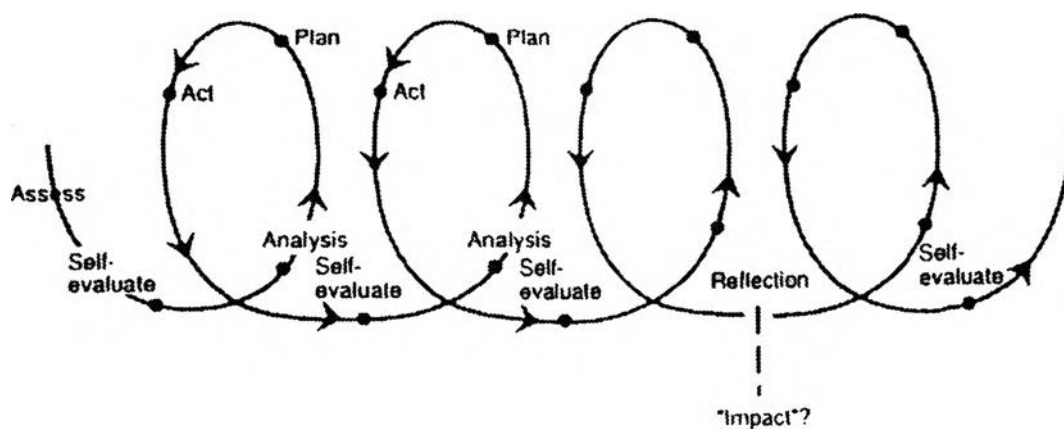 Plan
Plan
Act
Act
Assess
Analysis
Analysis
Self-
evaluate
Self-
evaluate
Self-
evaluate
Reflection
Self-
evaluate
"Impact"?